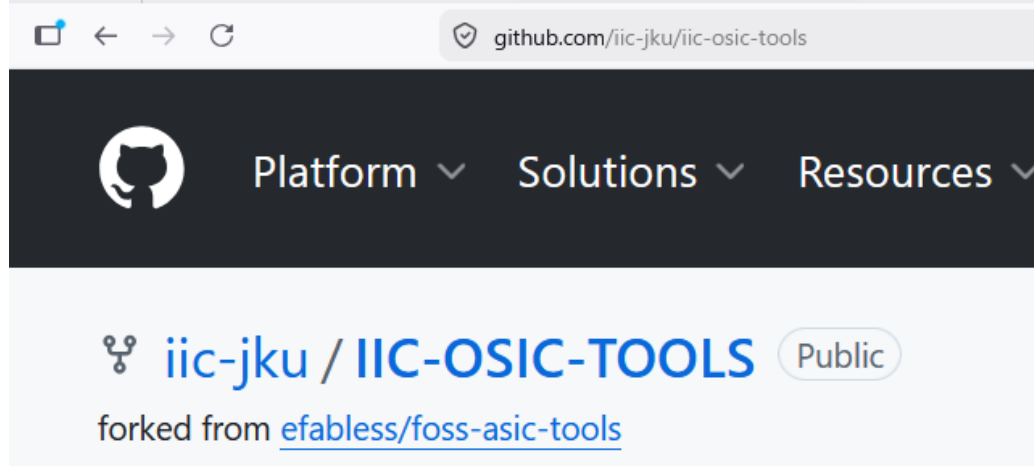 github.com/iic-jku/iic-osic-tools
Platform Solutions Resources
iic-jku / IIC-OSIC-TOOLS Public
forked from efabless/foss-asic-tools